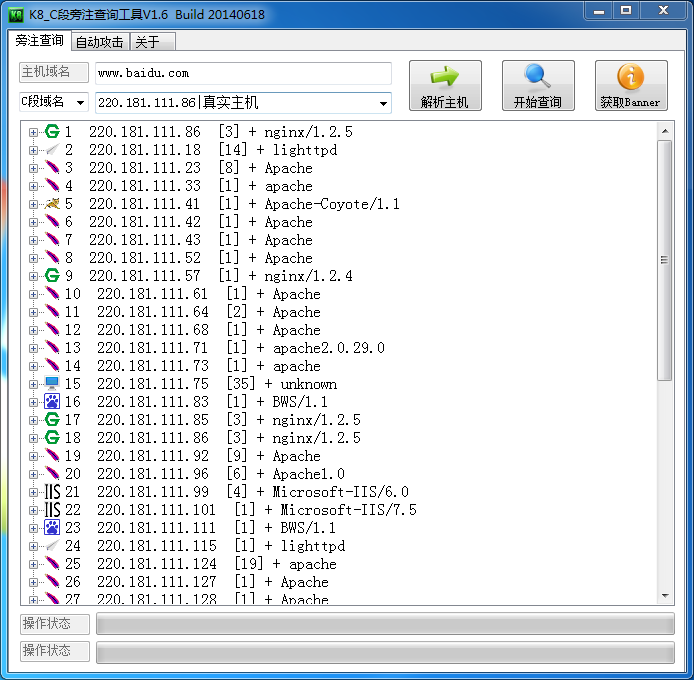 K8_C段旁注查询工具V1.6 Build 20140618
旁注查询 自动攻击 关于
主机域名 www.baidu.com
C段域名 220.181.111.86|真实主机
解析主机 开始查询 获取Banner
1 220.181.111.86 [3] + nginx/1.2.5
2 220.181.111.18 [14] + lighttpd
3 220.181.111.23 [8] + Apache
4 220.181.111.33 [1] + apache
5 220.181.111.41 [1] + Apache-Coyote/1.1
6 220.181.111.42 [1] + Apache
7 220.181.111.43 [1] + Apache
8 220.181.111.52 [1] + Apache
9 220.181.111.57 [1] + nginx/1.2.4
10 220.181.111.61 [1] + Apache
11 220.181.111.64 [2] + Apache
12 220.181.111.68 [1] + Apache
13 220.181.111.71 [1] + apache2.0.29.0
14 220.181.111.73 [1] + apache
15 220.181.111.75 [35] + unknown
16 220.181.111.83 [1] + BWS/1.1
17 220.181.111.85 [3] + nginx/1.2.5
18 220.181.111.86 [3] + nginx/1.2.5
19 220.181.111.92 [9] + Apache
20 220.181.111.96 [6] + Apache1.0
IIS 21 220.181.111.99 [4] + Microsoft-IIS/6.0
IIS 22 220.181.111.101 [1] + Microsoft-IIS/7.5
23 220.181.111.111 [1] + BWS/1.1
24 220.181.111.115 [1] + lighttpd
25 220.181.111.124 [19] + apache
26 220.181.111.127 [1] + Apache
27 220.181.111.128 [1] + Apache
操作状态
操作状态